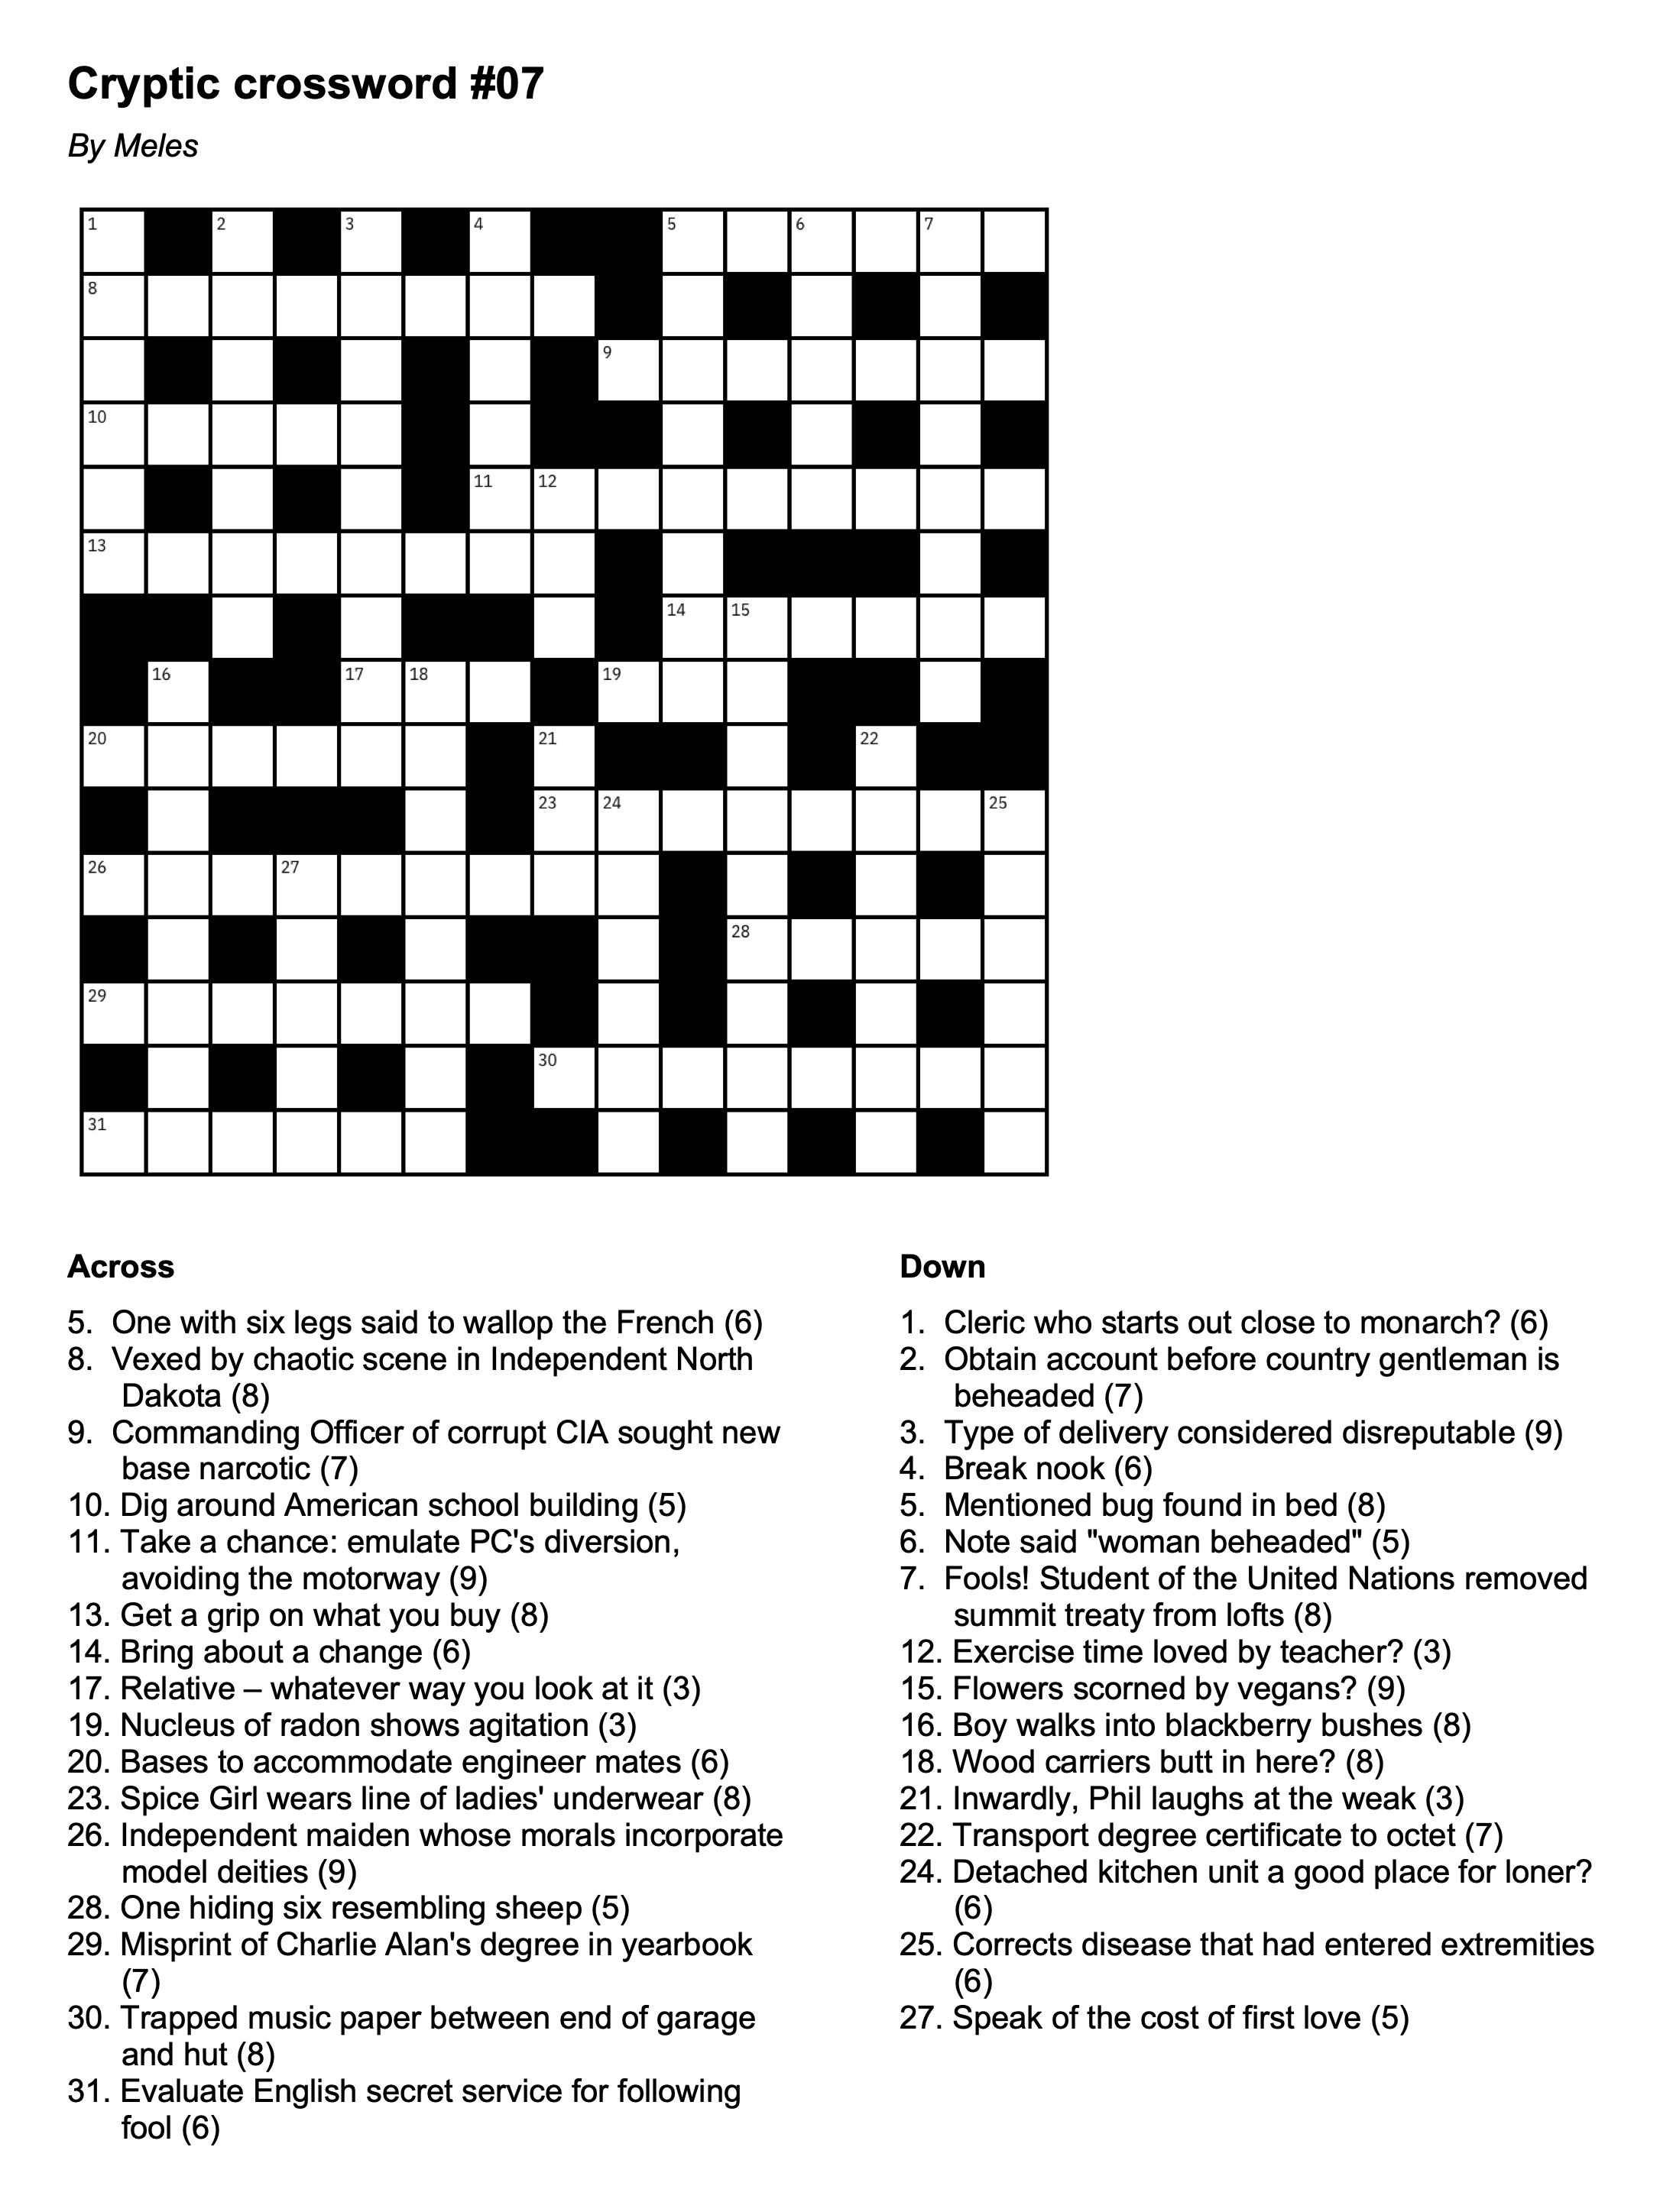 Cryptic crossword #07
By Meles
1 2 3 4 5 6 7
8
9
10
11 12
13
14 15
16 17 18 19
20 21 22
23 24 25
26 27
28
29
30
31
Across
5. One with six legs said to wallop the French (6)
8. Vexed by chaotic scene in Independent North
Dakota (8)
9. Commanding Officer of corrupt CIA sought new
base narcotic (7)
10. Dig around American school building (5)
11. Take a chance: emulate PC's diversion,
avoiding the motorway (9)
13. Get a grip on what you buy (8)
14. Bring about a change (6)
17. Relative – whatever way you look at it (3)
19. Nucleus of radon shows agitation (3)
20. Bases to accommodate engineer mates (6)
23. Spice Girl wears line of ladies' underwear (8)
26. Independent maiden whose morals incorporate
model deities (9)
28. One hiding six resembling sheep (5)
29. Misprint of Charlie Alan's degree in yearbook
(7)
30. Trapped music paper between end of garage
and hut (8)
31. Evaluate English secret service for following
fool (6)
Down
1. Cleric who starts out close to monarch? (6)
2. Obtain account before country gentleman is
beheaded (7)
3. Type of delivery considered disreputable (9)
4. Break nook (6)
5. Mentioned bug found in bed (8)
6. Note said "woman beheaded" (5)
7. Fools! Student of the United Nations removed
summit treaty from lofts (8)
12. Exercise time loved by teacher? (3)
15. Flowers scorned by vegans? (9)
16. Boy walks into blackberry bushes (8)
18. Wood carriers butt in here? (8)
21. Inwardly, Phil laughs at the weak (3)
22. Transport degree certificate to octet (7)
24. Detached kitchen unit a good place for loner?
(6)
25. Corrects disease that had entered extremities
(6)
27. Speak of the cost of first love (5)